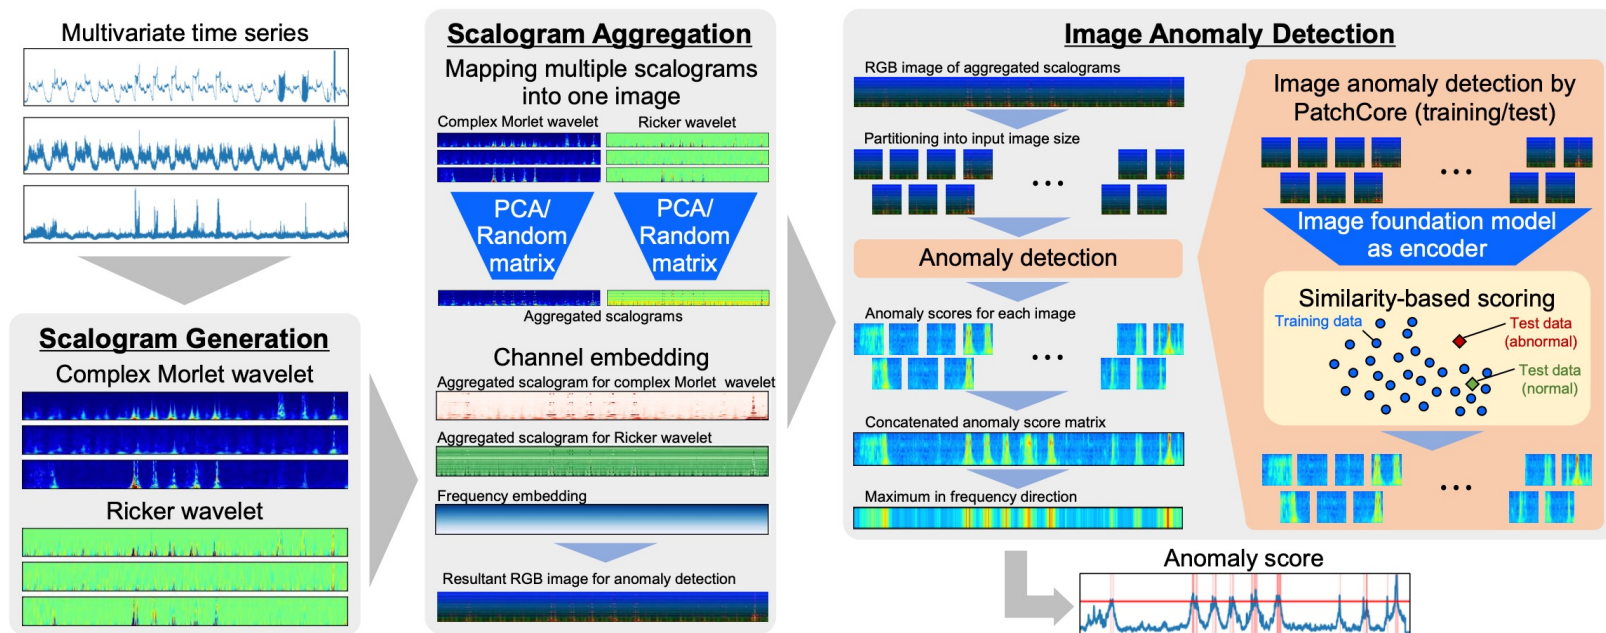 Multivariate time series
Scalogram Generation
Complex Morlet wavelet
Ricker wavelet
Scalogram Aggregation
Mapping multiple scalograms
into one image
Complex Morlet wavelet
Ricker wavelet
PCA/
Random
matrix
PCA/
Random
matrix
Aggregated scalograms
Channel embedding
Aggregated scalogram for complex Morlet wavelet
Aggregated scalogram for Ricker wavelet
Frequency embedding
Resultant RGB image for anomaly detection
Image Anomaly Detection
RGB image of aggregated scalograms
Partitioning into input image size
...
Anomaly detection
Anomaly scores for each image
...
Concatenated anomaly score matrix
Maximum in frequency direction
Image anomaly detection by
PatchCore (training/test)
...
Image foundation model
as encoder
Similarity-based scoring
Training data
Test data
(abnormal)
Test data
(normal)
...
Anomaly score